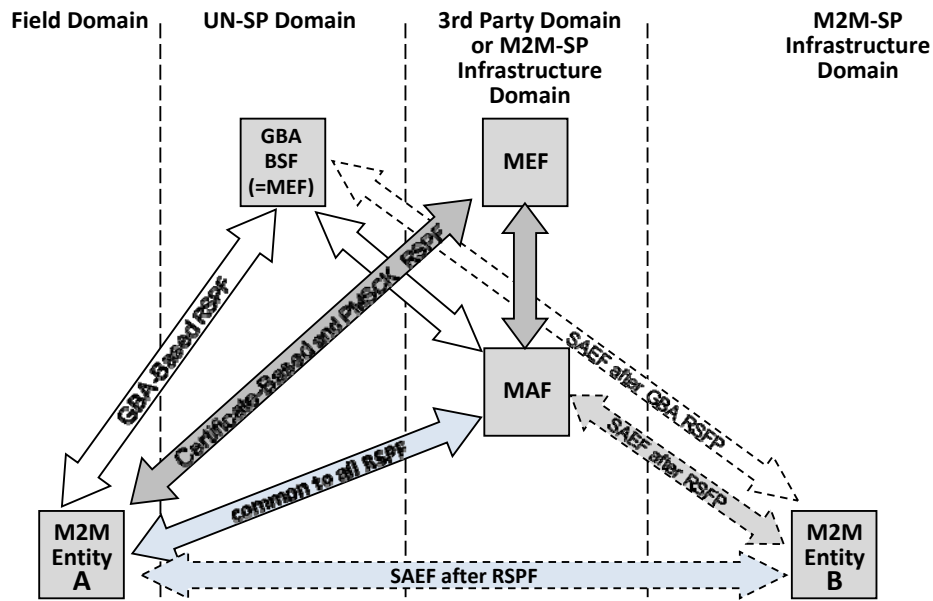 Field Domain
UN-SP Domain
3rd Party Domain
or M2M-SP
Infrastructure
Domain
M2M-SP
Infrastructure
Domain
GBA
BSF
(=MEF)
MEF
GBA-Based RSPF
Certificate-Based and PMSCK RSPF
SAEF after GBA RSFP
MAF
SAEF after RSFP
common to all RSPF
M2M
Entity
A
M2M
Entity
B
SAEF after RSPF